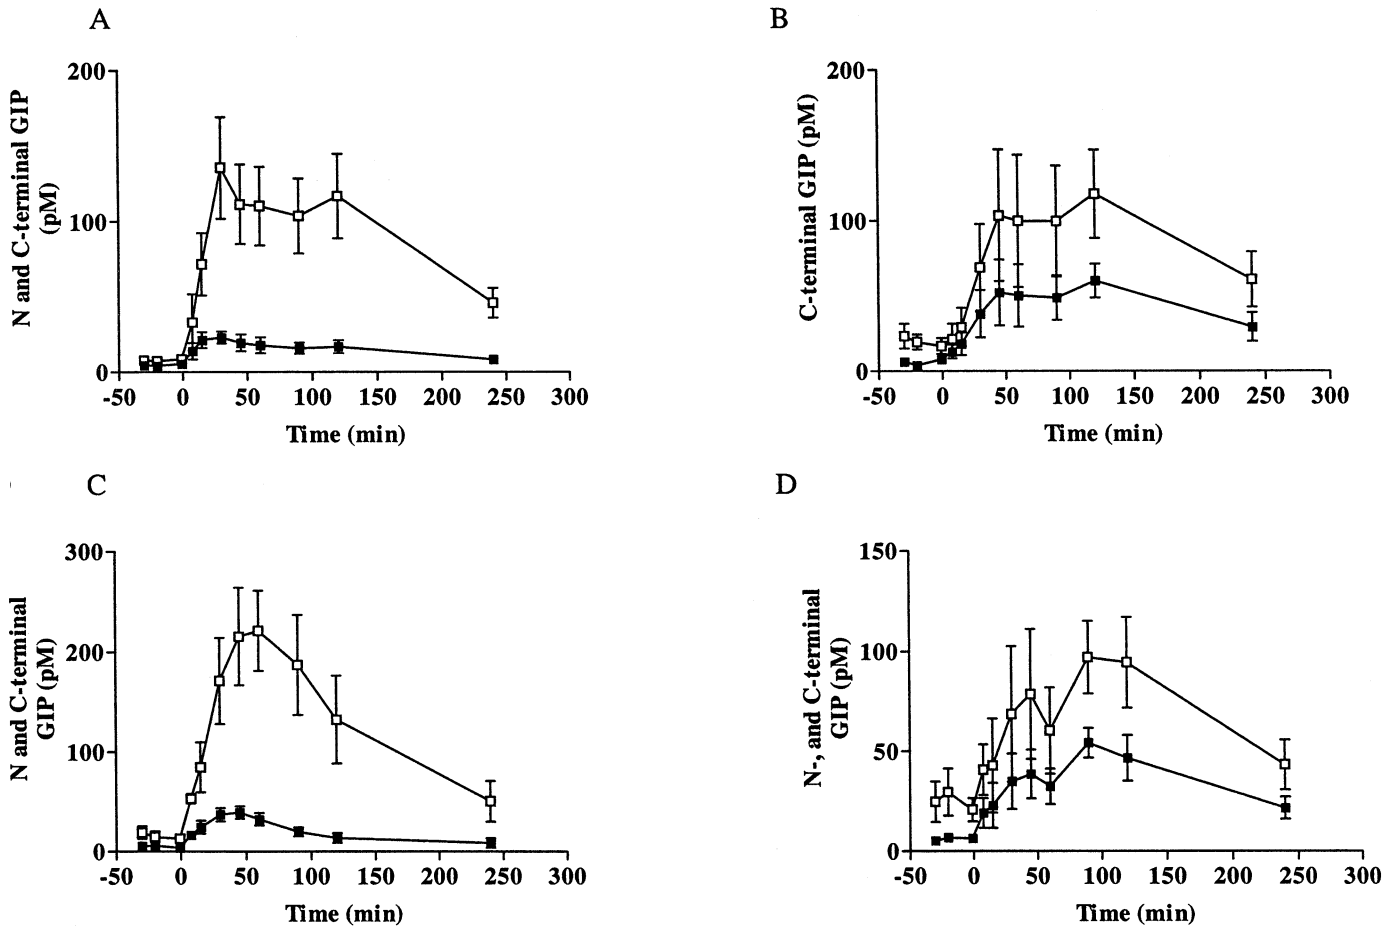 A
N and C-terminal GIP
(pM)
200
100
0
-50 0 50 100 150 200 250 300
Time (min)
B
C-terminal GIP (pM)
200
100
0
-50 0 50 100 150 200 250 300
Time (min)
C
N and C-terminal
GIP (pM)
300
200
100
0
-50 0 50 100 150 200 250 300
Time (min)
D
N-, and C-terminal
GIP (pM)
150
100
50
0
-50 0 50 100 150 200 250 300
Time (min)